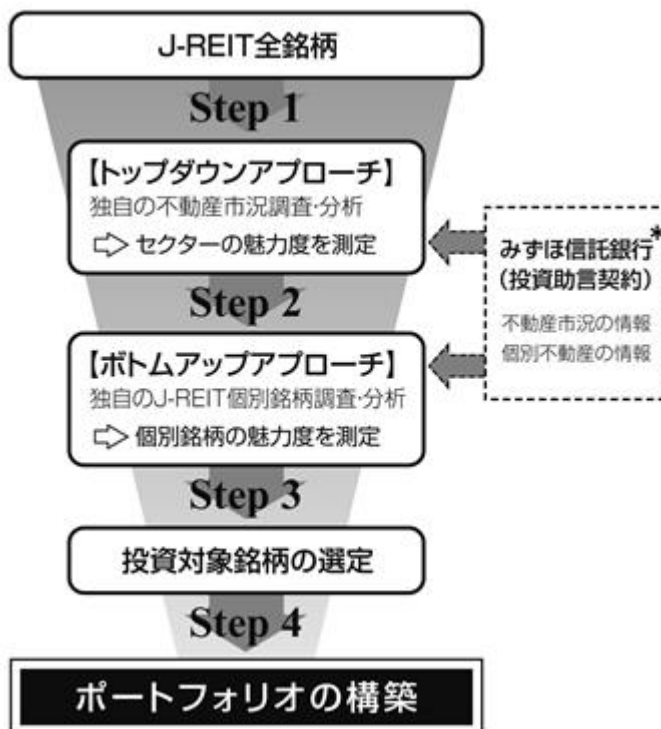 J-REIT全銘柄
Step 1
【トップダウンアプローチ】
独自の不動産市況調査・分析
⇨ セクターの魅力度を測定
みずほ信託銀行*
(投資助言契約)
不動産市況の情報
個別不動産の情報
Step 2
【ボトムアップアプローチ】
独自のJ-REIT個別銘柄調査・分析
⇨ 個別銘柄の魅力度を測定
Step 3
投資対象銘柄の選定
Step 4
ポートフォリオの構築